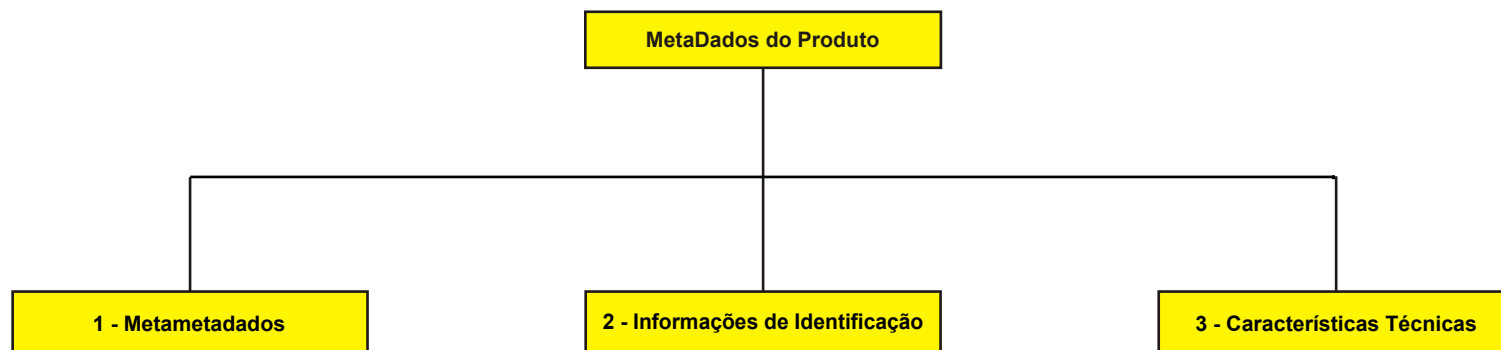 MetaDados do Produto
1 - Metametadados
2 - Informações de Identificação
3 - Características Técnicas